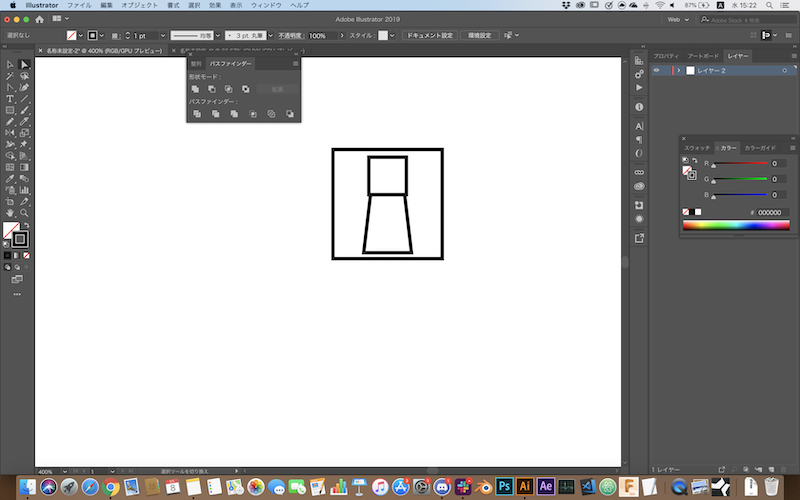 Illustrator ファイル 編集 オブジェクト 書式 選択 効果 表示 ウィンドウ ヘルプ 87% 水 15:22
Adobe Illustrator 2019 Web Adobe Stock を検索
選択なし 線 : 1 pt 均等 3 pt. 丸筆 不透明度 : 100% スタイル : ドキュメント設定 環境設定
× 名称未設定-2* @ 400% (RGB/GPU プレビュー)
整列 パスファインダー
形状モード :
拡張
パスファインダー :
プロパティ アートボード レイヤー
レイヤー 2
スウォッチ カラー カラーガイド
R 0
G 0
B 0
# 000000
400% 1 選択ツールを切り換え
1 レイヤー